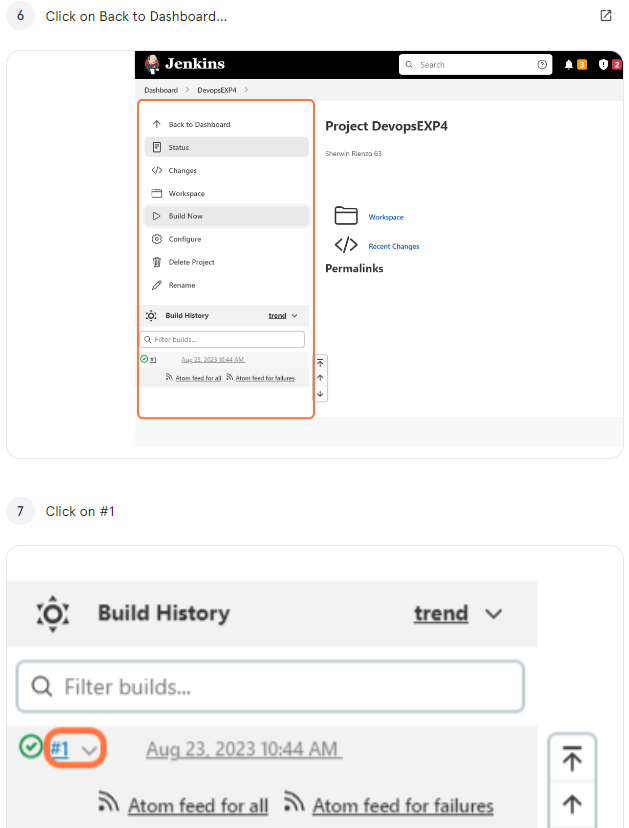 6 Click on Back to Dashboard...
Jenkins
Search
3
2
Dashboard > DevopsEXP4 >
Back to Dashboard
Status
Changes
Workspace
Build Now
Configure
Delete Project
Rename
Build History trend
Filter builds...
#1 Aug 23, 2023 10:44 AM
Atom feed for all Atom feed for failures
Project DevopsEXP4
Sherwin Rienzo 63
Workspace
Recent Changes
Permalinks
7 Click on #1
Build History trend
Filter builds...
#1 Aug 23, 2023 10:44 AM
Atom feed for all Atom feed for failures